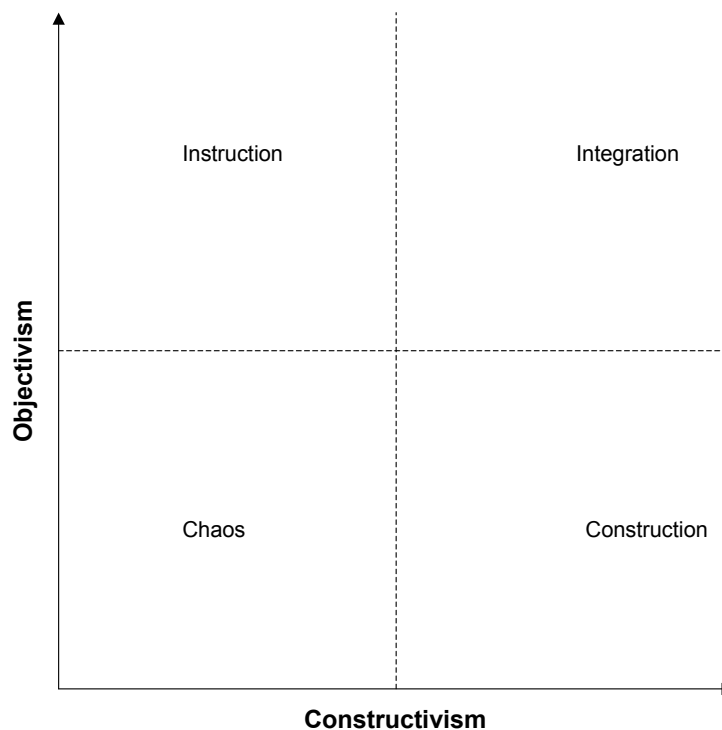 Instruction
Integration
Objectivism
Chaos
Construction
Constructivism